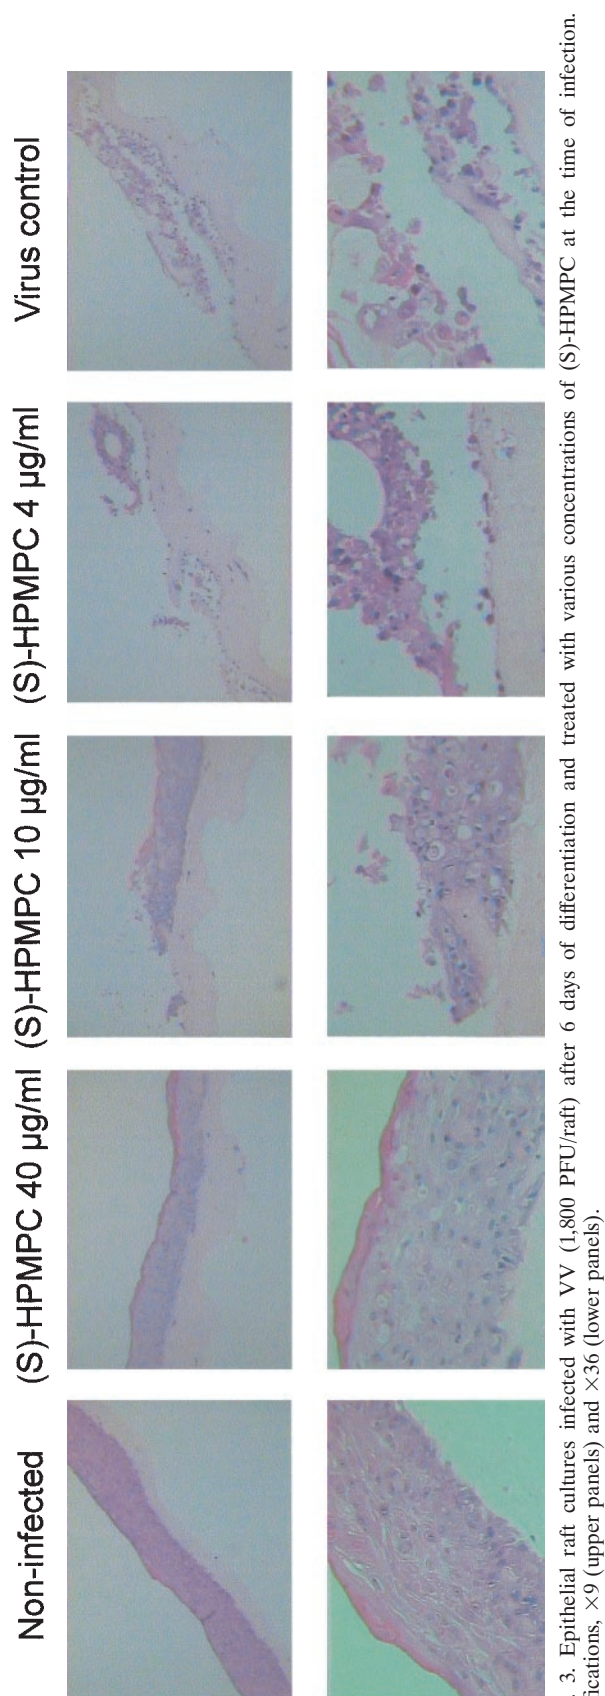 Non-infected
(S)-HPMPC 40 µg/ml
(S)-HPMPC 10 µg/ml
(S)-HPMPC 4 µg/ml
Virus control
3. Epithelial raft cultures infected with VV (1,800 PFU/raft) after 6 days of differentiation and treated with various concentrations of (S)-HPMPC at the time of infection.
fications, ×9 (upper panels) and ×36 (lower panels).